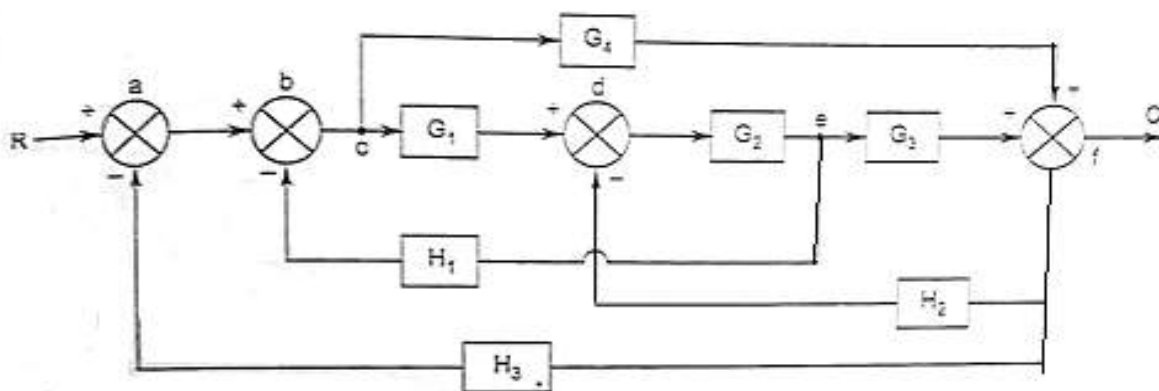 G₄
a
b
d
+
+
+
R
c
G₁
G₂
e
G₃
C
f
−
−
−
H₁
H₂
H₃